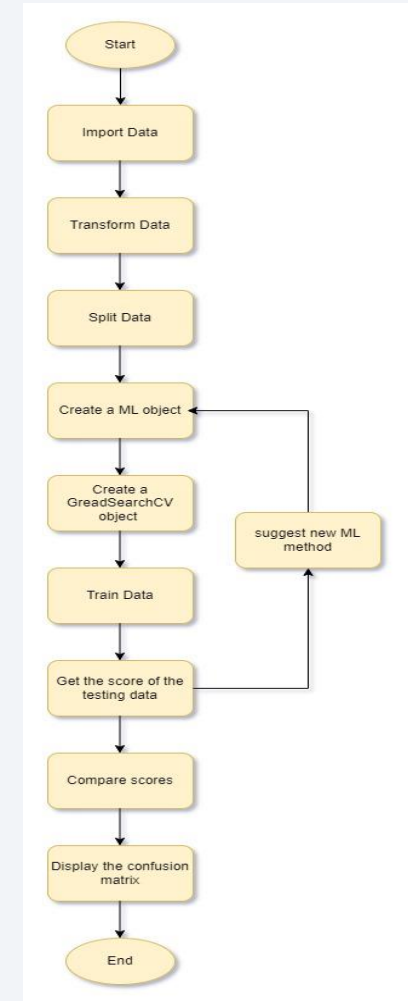 Start
Import Data
Transform Data
Split Data
Create a ML object
Create a
GreadSearchCV
object
suggest new ML
method
Train Data
Get the score of the
testing data
Compare scores
Display the confusion
matrix
End